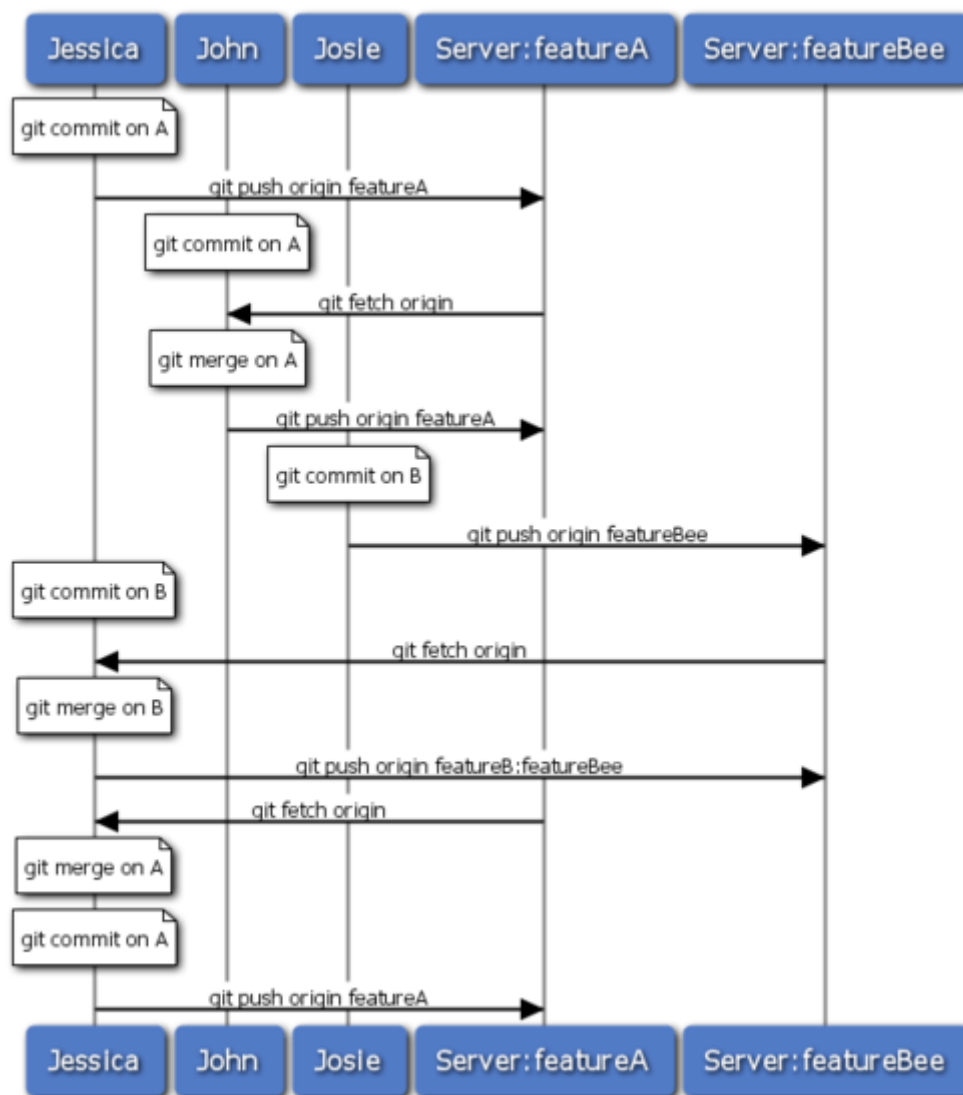 Jessica John Josie Server:featureA Server:featureBee
git commit on A
git push origin featureA
git commit on A
git fetch origin
git merge on A
git push origin featureA
git commit on B
git push origin featureBee
git commit on B
git fetch origin
git merge on B
git push origin featureB:featureBee
git fetch origin
git merge on A
git commit on A
git push origin featureA
Jessica John Josie Server:featureA Server:featureBee